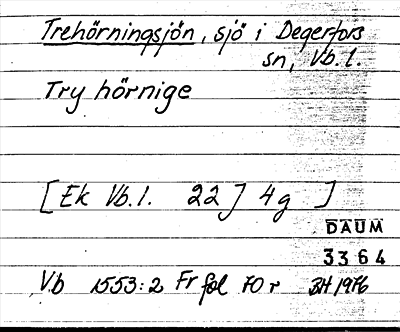 Trehörningsjön, sjö i Degerfors
sn, Vb. l.
Try hörnige
[Ek Vb. l. 22 J 4g ]
DAUM
3364
Vb 1553:2 Fr fol 70 r BH 1976